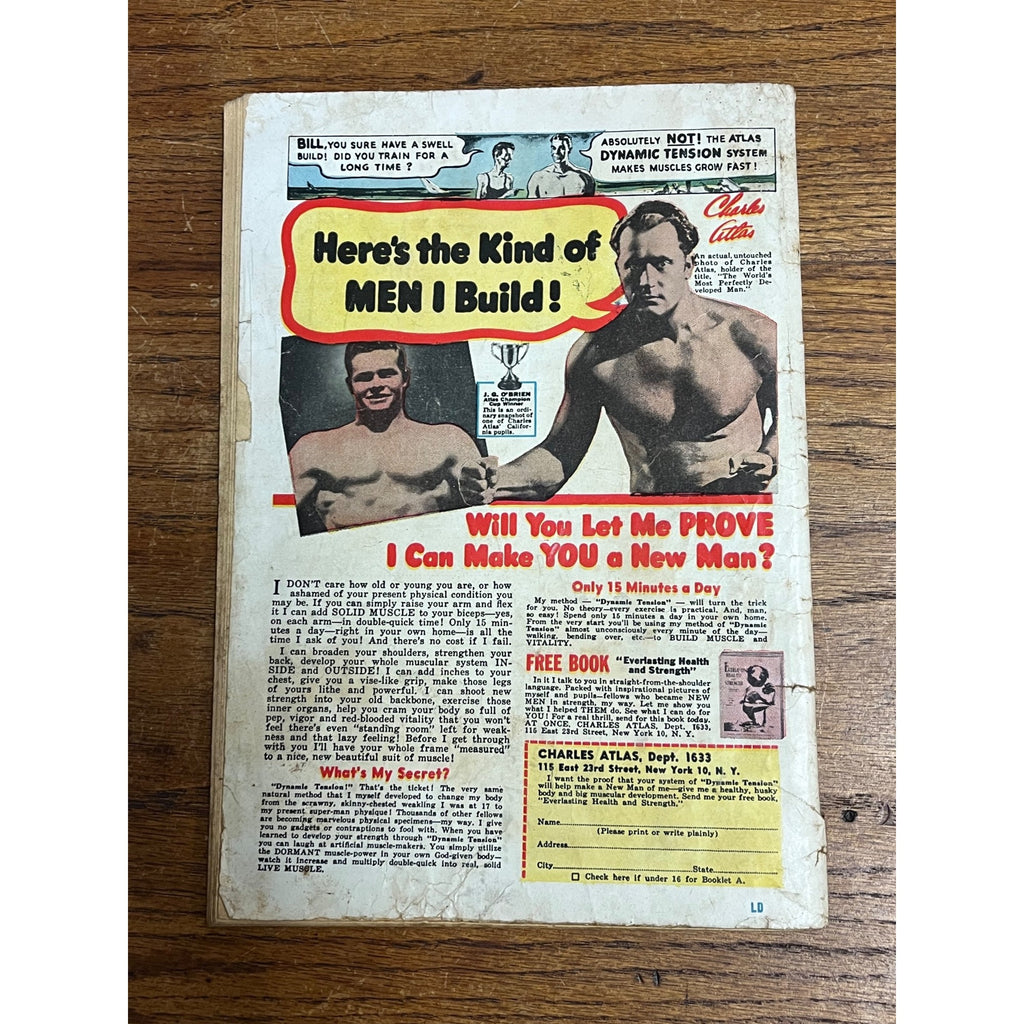 BILL, YOU SURE HAVE A SWELL
BUILD! DID YOU TRAIN FOR A
LONG TIME?
ABSOLUTELY NOT! THE ATLAS
DYNAMIC TENSION SYSTEM
MAKES MUSCLES GROW FAST!
Here's the Kind of
MEN I Build!
Charles
Atlas
An actual, untouched
photo of Charles
Atlas, holder of the
title, "The World's
Most Perfectly De-
veloped Man."
J. G. O'BRIEN
Atlas Champion
Cup Winner
This is an ordi-
nary snapshot of
one of Charles
Atlas' Califor-
nia pupils.
Will You Let Me PROVE
I Can Make YOU a New Man?
I DON'T care how old or young you are, or how
ashamed of your present physical condition you
may be. If you can simply raise your arm and flex
it I can add SOLID MUSCLE to your biceps—yes,
on each arm—in double-quick time! Only 15 min-
utes a day—right in your own home—is all the
time I ask of you! And there's no cost if I fail.
I can broaden your shoulders, strengthen your
back, develop your whole muscular system IN-
SIDE and OUTSIDE! I can add inches to your
chest, give you a vise-like grip, make those legs
of yours lithe and powerful. I can shoot new
strength into your old backbone, exercise those
inner organs, help you cram your body so full of
pep, vigor and red-blooded vitality that you won't
feel there's even "standing room" left for weak-
ness and that lazy feeling! Before I get through
with you I'll have your whole frame "measured"
to a nice, new beautiful suit of muscle!
What's My Secret?
"Dynamic Tension!" That's the ticket! The very same
natural method that I myself developed to change my body
from the scrawny, skinny-chested weakling I was at 17 to
my present super-man physique! Thousands of other fellows
are becoming marvelous physical specimens—my way. I give
you no gadgets or contraptions to fool with. When you have
learned to develop your strength through "Dynamic Tension"
you can laugh at artificial muscle-makers. You simply utilize
the DORMANT muscle-power in your own God-given body—
watch it increase and multiply double-quick into real, solid
LIVE MUSCLE.
Only 15 Minutes a Day
My method — "Dynamic Tension" — will turn the trick
for you. No theory—every exercise is practical. And, man,
so easy! Spend only 15 minutes a day in your own home.
From the very start you'll be using my method of "Dynamic
Tension" almost unconsciously every minute of the day—
walking, bending over, etc.—to BUILD MUSCLE and
VITALITY.
FREE BOOK "Everlasting Health
and Strength"
In it I talk to you in straight-from-the-shoulder
language. Packed with inspirational pictures of
myself and pupils—fellows who became NEW
MEN in strength, my way. Let me show you
what I helped THEM do. See what I can do for
YOU! For a real thrill, send for this book today.
AT ONCE. CHARLES ATLAS, Dept. 1633,
115 East 23rd Street, New York 10, N. Y.
EVERLASTING
HEALTH
AND
STRENGTH
CHARLES ATLAS, Dept. 1633
115 East 23rd Street, New York 10, N. Y.
I want the proof that your system of "Dynamic Tension"
will help make a New Man of me—give me a healthy, husky
body and big muscular development. Send me your free book,
"Everlasting Health and Strength."
Name
(Please print or write plainly)
Address
City State
Check here if under 16 for Booklet A.
LD